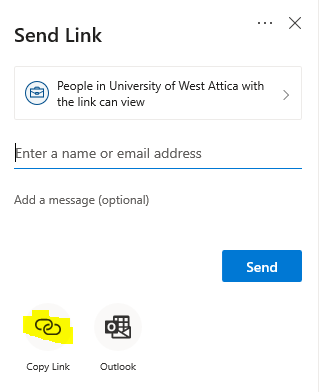 Send Link
People in University of West Attica with
the link can view
Enter a name or email address
Add a message (optional)
Send
Copy Link
Outlook